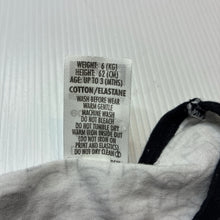 WEIGHT: 6 (KG)
HEIGHT: 62 (CM)
AGE: UP TO 3 (MTHS)
COTTON/ELASTANE
WASH BEFORE WEAR
WARM GENTLE
MACHINE WASH
DO NOT BLEACH
DO NOT TUMBLE DRY
WARM IRON INSIDE OUT
(DO NOT IRON ON
PRINT AND ELASTICS)
DO NOT DRY CLEAN